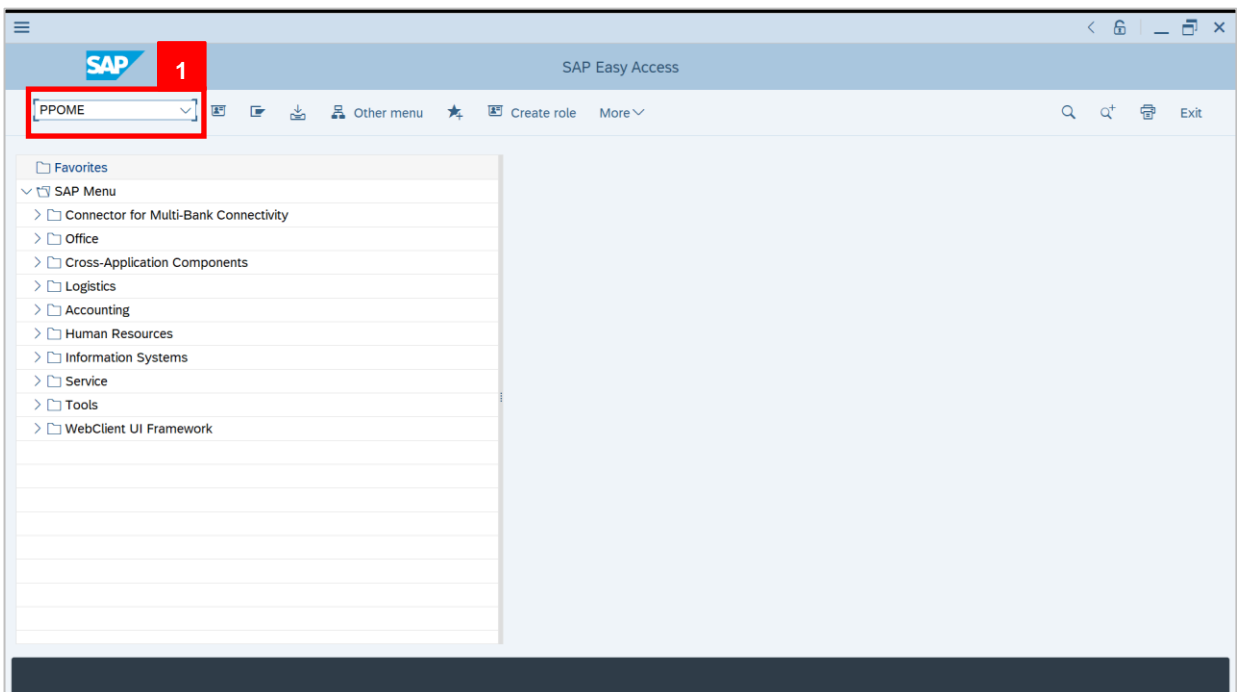 SAP
1
SAP Easy Access
PPOME
Other menu
Create role
More
Exit
Favorites
SAP Menu
Connector for Multi-Bank Connectivity
Office
Cross-Application Components
Logistics
Accounting
Human Resources
Information Systems
Service
Tools
WebClient UI Framework